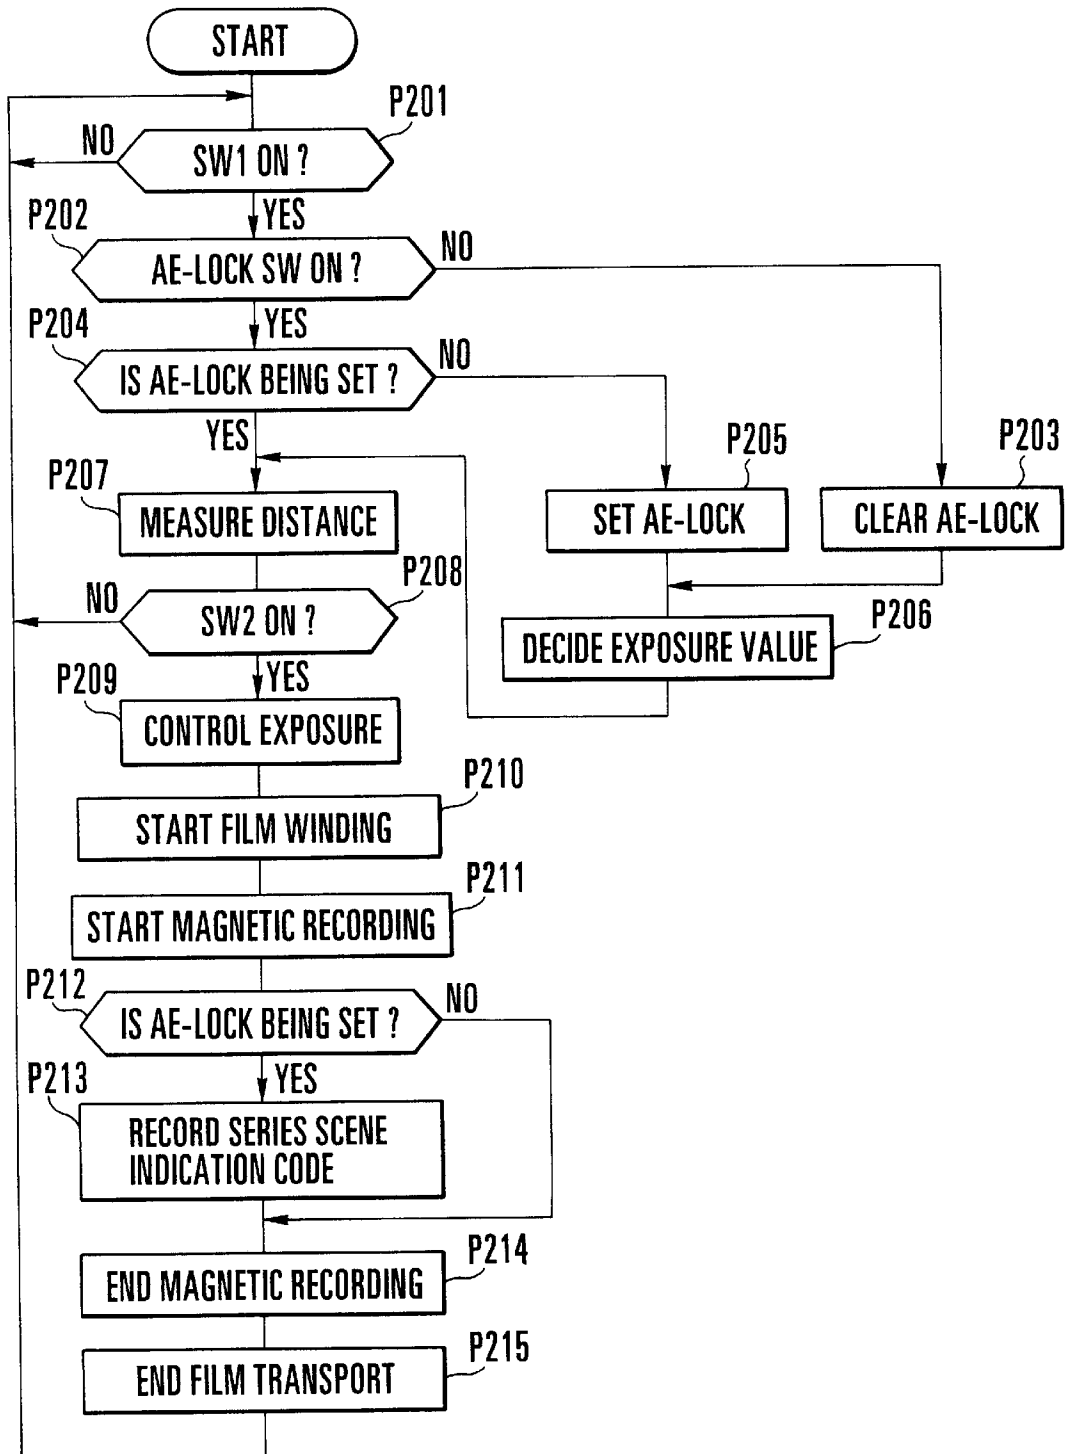 START
P201
NO
SW1 ON ?
YES
P202
NO
AE-LOCK SW ON ?
YES
P204
NO
IS AE-LOCK BEING SET ?
YES
P205
P203
P207
SET AE-LOCK
CLEAR AE-LOCK
MEASURE DISTANCE
P208
NO
P206
SW2 ON ?
DECIDE EXPOSURE VALUE
YES
P209
CONTROL EXPOSURE
P210
START FILM WINDING
P211
START MAGNETIC RECORDING
P212
NO
IS AE-LOCK BEING SET ?
YES
P213
RECORD SERIES SCENE
INDICATION CODE
P214
END MAGNETIC RECORDING
P215
END FILM TRANSPORT